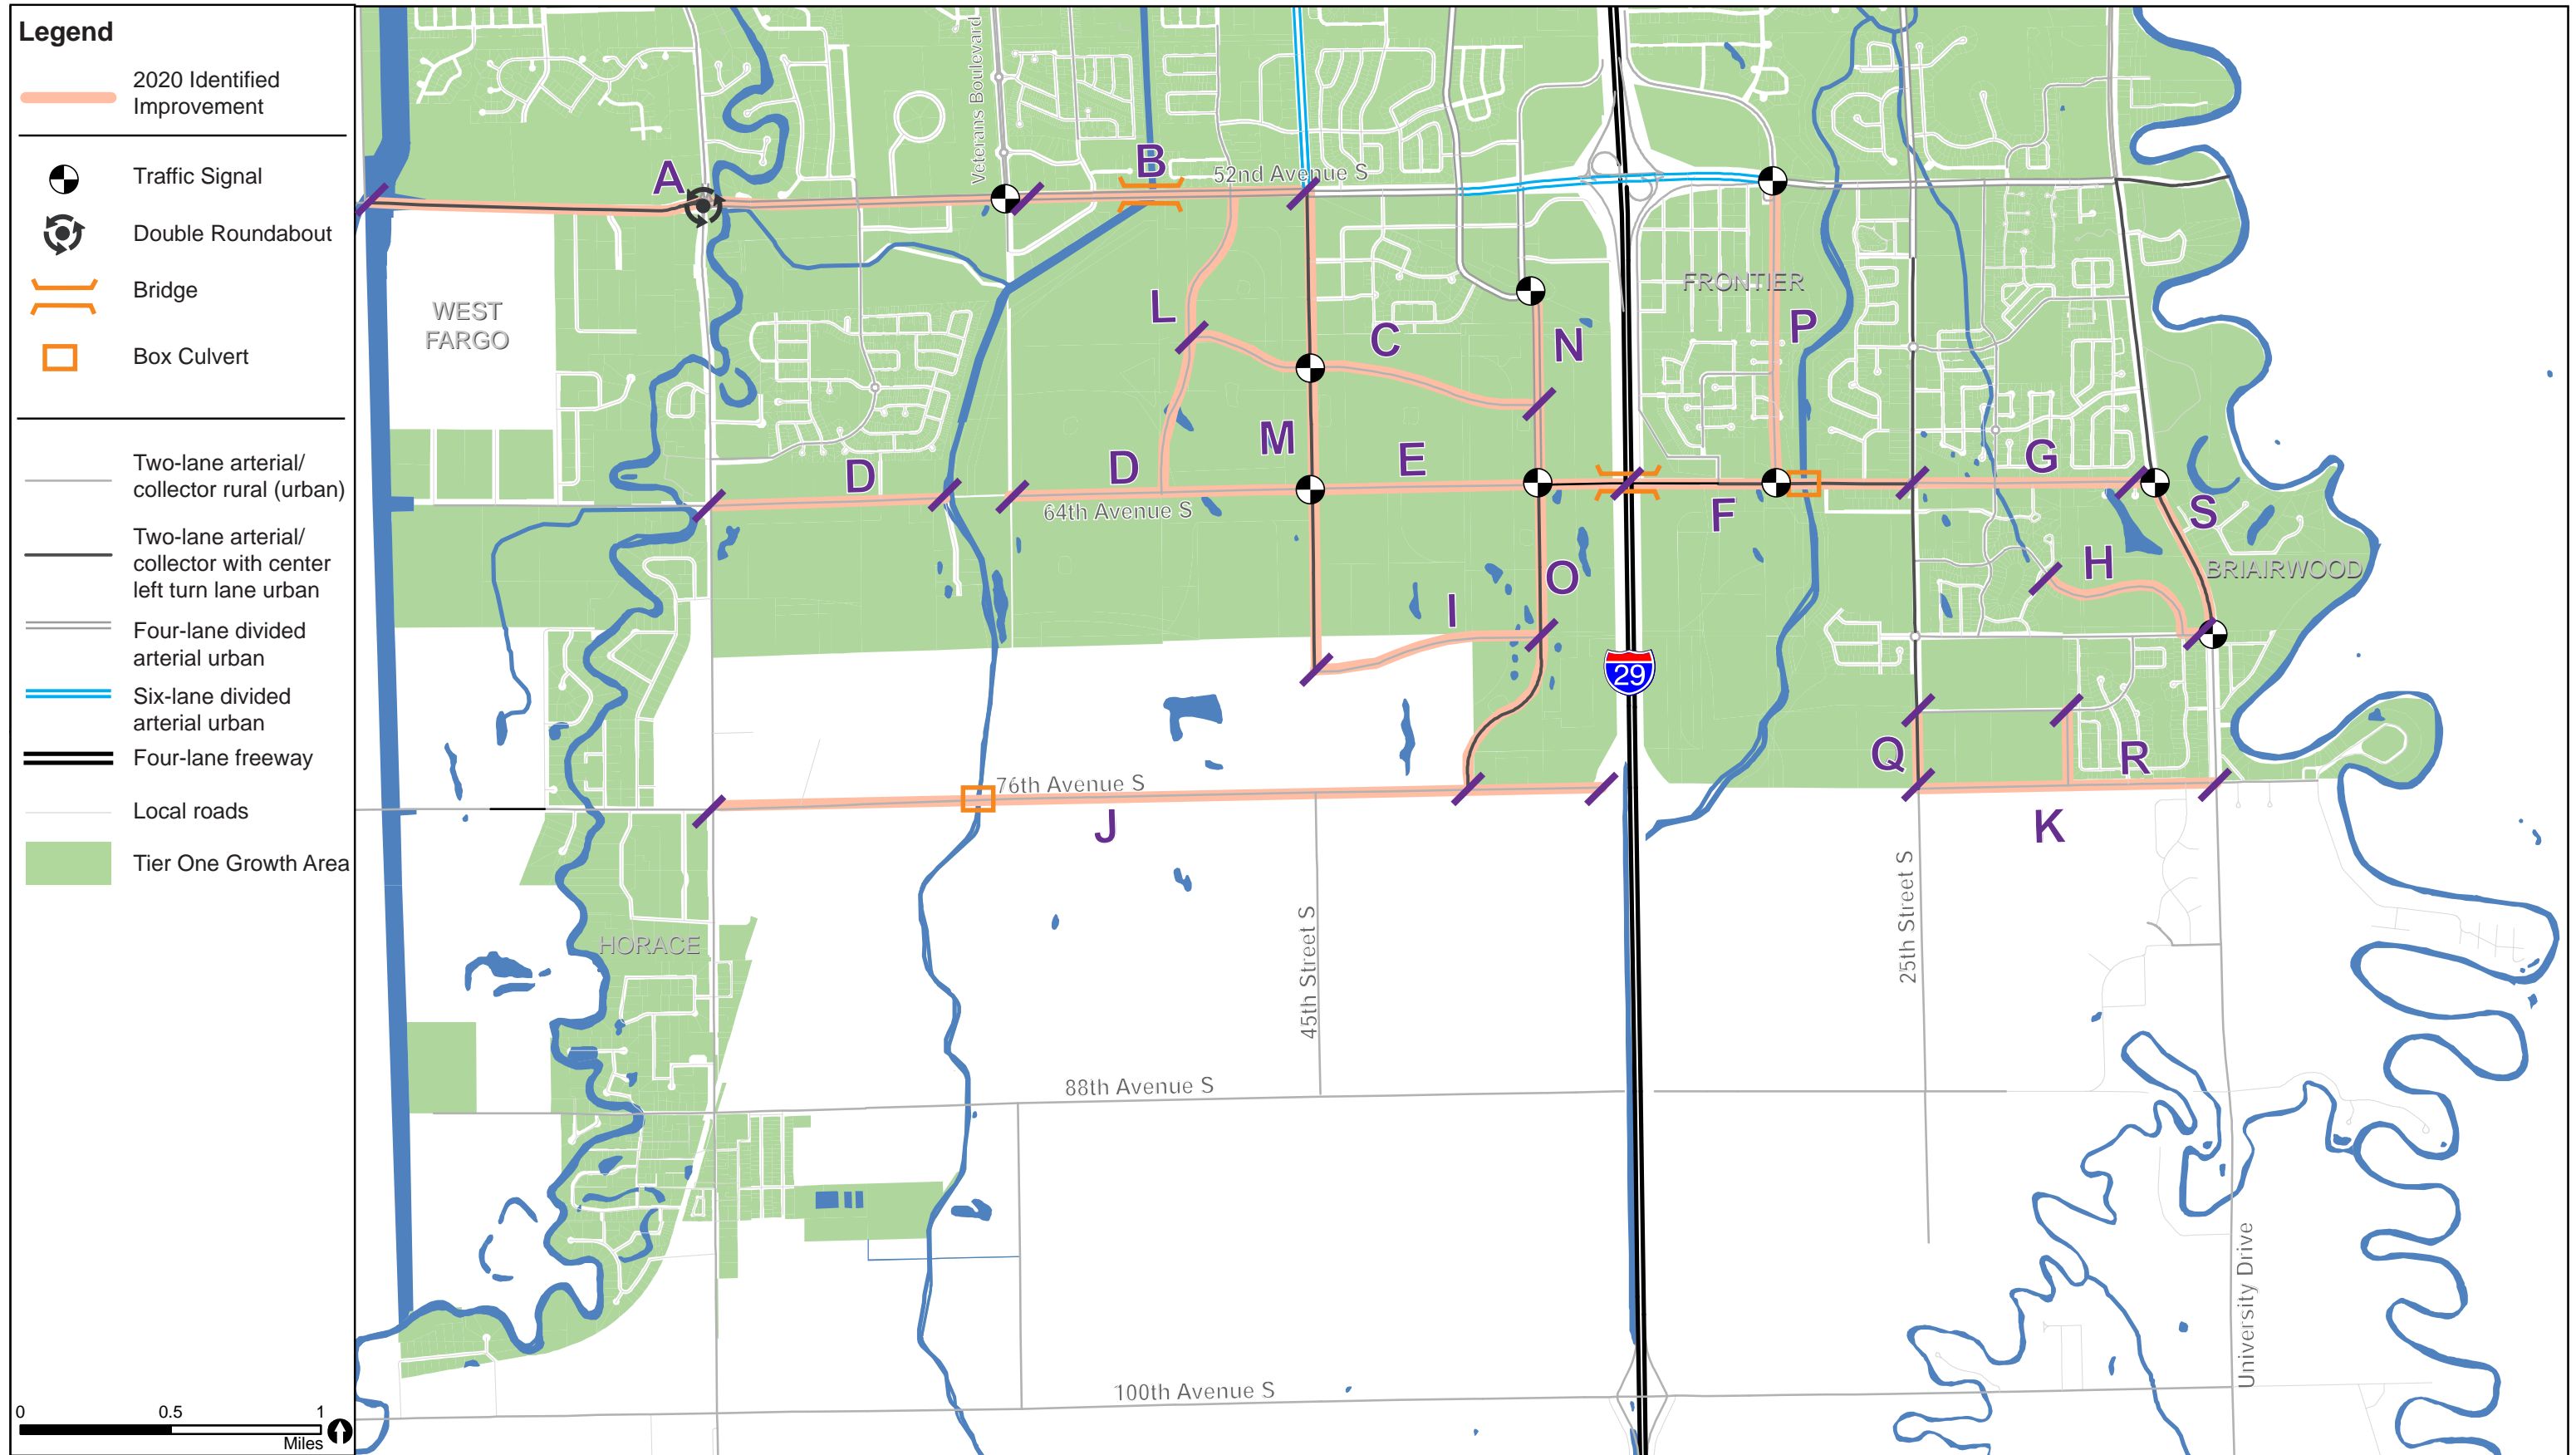 Legend
2020 Identified
Improvement
Traffic Signal
Double Roundabout
Bridge
Box Culvert
Two-lane arterial/
collector rural (urban)
Two-lane arterial/
collector with center
left turn lane urban
Four-lane divided
arterial urban
Six-lane divided
arterial urban
Four-lane freeway
Local roads
Tier One Growth Area
0 0.5 1
Miles
Veterans Boulevard
A
B
52nd Avenue S
WEST
FARGO
FRONTIER
L
C
N
P
D
D
M
E
F
G
S
64th Avenue S
H
BRIAIRWOOD
O
I
29
Q
R
76th Avenue S
J
K
HORACE
45th Street S
25th Street S
88th Avenue S
University Drive
100th Avenue S